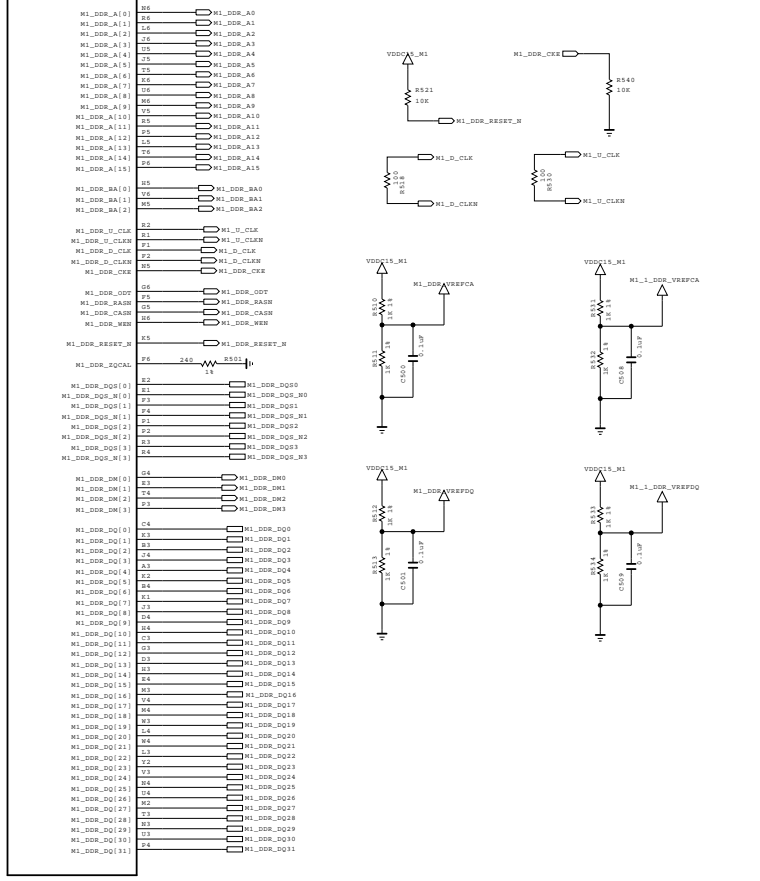 M1_DDR_A[0] N6 M1_DDR_A0
M1_DDR_A[1] R6 M1_DDR_A1
M1_DDR_A[2] L6 M1_DDR_A2
M1_DDR_A[3] J6 M1_DDR_A3
M1_DDR_A[4] U5 M1_DDR_A4
M1_DDR_A[5] J5 M1_DDR_A5
M1_DDR_A[6] T5 M1_DDR_A6
M1_DDR_A[7] K6 M1_DDR_A7
M1_DDR_A[8] U6 M1_DDR_A8
M1_DDR_A[9] M6 M1_DDR_A9
M1_DDR_A[10] V5 M1_DDR_A10
M1_DDR_A[11] R5 M1_DDR_A11
M1_DDR_A[12] P5 M1_DDR_A12
M1_DDR_A[13] L5 M1_DDR_A13
M1_DDR_A[14] T6 M1_DDR_A14
M1_DDR_A[15] P6 M1_DDR_A15
M1_DDR_BA[0] H5 M1_DDR_BA0
M1_DDR_BA[1] V6 M1_DDR_BA1
M1_DDR_BA[2] M5 M1_DDR_BA2
M1_DDR_U_CLK R2 M1_U_CLK
M1_DDR_U_CLKN R1 M1_U_CLKN
M1_DDR_D_CLK F1 M1_D_CLK
M1_DDR_D_CLKN F2 M1_D_CLKN
M1_DDR_CKE N5 M1_DDR_CKE
M1_DDR_ODT G6 M1_DDR_ODT
M1_DDR_RASN F5 M1_DDR_RASN
M1_DDR_CASN G5 M1_DDR_CASN
M1_DDR_WEN H6 M1_DDR_WEN
M1_DDR_RESET_N K5 M1_DDR_RESET_N
M1_DDR_ZQCAL F6 240 R501
1%
M1_DDR_DQS[0] E2 M1_DDR_DQS0
M1_DDR_DQS_N[0] E1 M1_DDR_DQS_N0
M1_DDR_DQS[1] F3 M1_DDR_DQS1
M1_DDR_DQS_N[1] F4 M1_DDR_DQS_N1
M1_DDR_DQS[2] P1 M1_DDR_DQS2
M1_DDR_DQS_N[2] P2 M1_DDR_DQS_N2
M1_DDR_DQS[3] R3 M1_DDR_DQS3
M1_DDR_DQS_N[3] R4 M1_DDR_DQS_N3
M1_DDR_DM[0] G4 M1_DDR_DM0
M1_DDR_DM[1] E3 M1_DDR_DM1
M1_DDR_DM[2] T4 M1_DDR_DM2
M1_DDR_DM[3] P3 M1_DDR_DM3
M1_DDR_DQ[0] C4 M1_DDR_DQ0
M1_DDR_DQ[1] K3 M1_DDR_DQ1
M1_DDR_DQ[2] B3 M1_DDR_DQ2
M1_DDR_DQ[3] J4 M1_DDR_DQ3
M1_DDR_DQ[4] A3 M1_DDR_DQ4
M1_DDR_DQ[5] K2 M1_DDR_DQ5
M1_DDR_DQ[6] B4 M1_DDR_DQ6
M1_DDR_DQ[7] K1 M1_DDR_DQ7
M1_DDR_DQ[8] J3 M1_DDR_DQ8
M1_DDR_DQ[9] D4 M1_DDR_DQ9
M1_DDR_DQ[10] H4 M1_DDR_DQ10
M1_DDR_DQ[11] C3 M1_DDR_DQ11
M1_DDR_DQ[12] G3 M1_DDR_DQ12
M1_DDR_DQ[13] D3 M1_DDR_DQ13
M1_DDR_DQ[14] H3 M1_DDR_DQ14
M1_DDR_DQ[15] E4 M1_DDR_DQ15
M1_DDR_DQ[16] M3 M1_DDR_DQ16
M1_DDR_DQ[17] V4 M1_DDR_DQ17
M1_DDR_DQ[18] M4 M1_DDR_DQ18
M1_DDR_DQ[19] W3 M1_DDR_DQ19
M1_DDR_DQ[20] L4 M1_DDR_DQ20
M1_DDR_DQ[21] W4 M1_DDR_DQ21
M1_DDR_DQ[22] L3 M1_DDR_DQ22
M1_DDR_DQ[23] Y2 M1_DDR_DQ23
M1_DDR_DQ[24] V3 M1_DDR_DQ24
M1_DDR_DQ[25] N4 M1_DDR_DQ25
M1_DDR_DQ[26] U4 M1_DDR_DQ26
M1_DDR_DQ[27] M2 M1_DDR_DQ27
M1_DDR_DQ[28] T3 M1_DDR_DQ28
M1_DDR_DQ[29] N3 M1_DDR_DQ29
M1_DDR_DQ[30] U3 M1_DDR_DQ30
M1_DDR_DQ[31] P4 M1_DDR_DQ31
VDDC15_M1
R521
10K
M1_DDR_RESET_N
M1_DDR_CKE
R540
10K
M1_D_CLK
100
R518
M1_D_CLKN
M1_U_CLK
100
R530
M1_U_CLKN
VDDC15_M1
M1_DDR_VREFCA
R510
1K 1%
R511
1K 1%
C500
0.1uF
VDDC15_M1
M1_1_DDR_VREFCA
R531
1K 1%
R532
1K 1%
C508
0.1uF
VDDC15_M1
M1_DDR_VREFDQ
R512
1K 1%
R513
1K 1%
C501
0.1uF
VDDC15_M1
M1_1_DDR_VREFDQ
R533
1K 1%
R534
1K 1%
C509
0.1uF